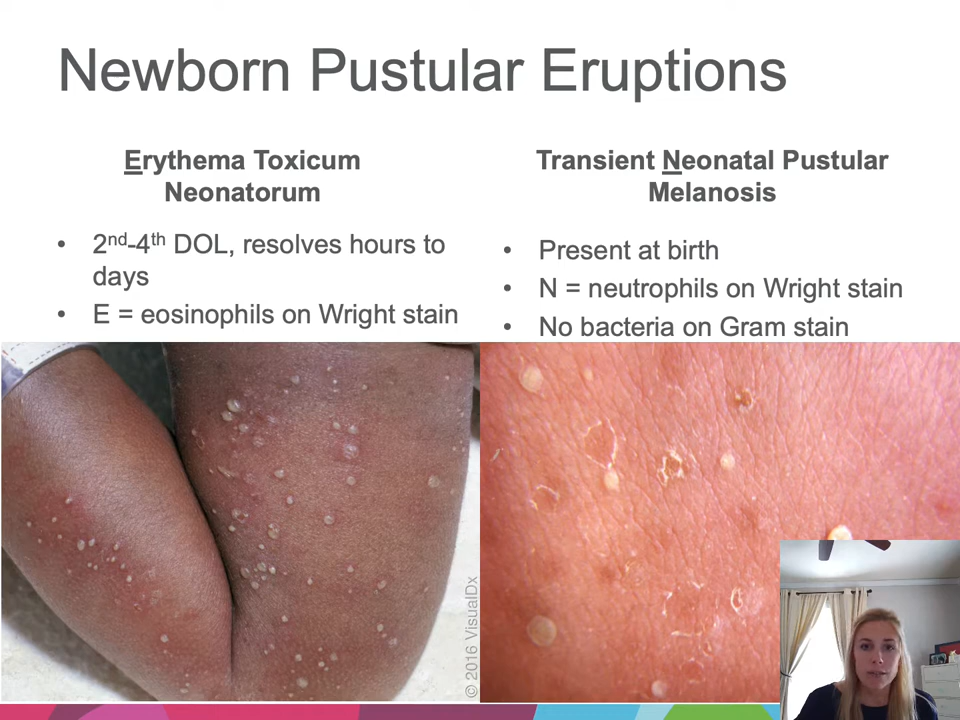 Newborn Pustular Eruptions
Erythema Toxicum
Neonatorum
• 2nd-4th DOL, resolves hours to
days
• E = eosinophils on Wright stain
Transient Neonatal Pustular
Melanosis
• Present at birth
• N = neutrophils on Wright stain
• No bacteria on Gram stain
© 2016 VisualDx